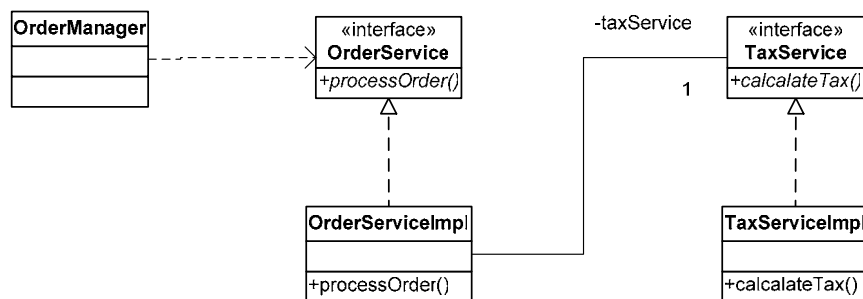 OrderManager
«interface»
OrderService
+processOrder()
-taxService
1
«interface»
TaxService
+calcalateTax()
OrderServiceImpl
+processOrder()
TaxServiceImpl
+calcalateTax()